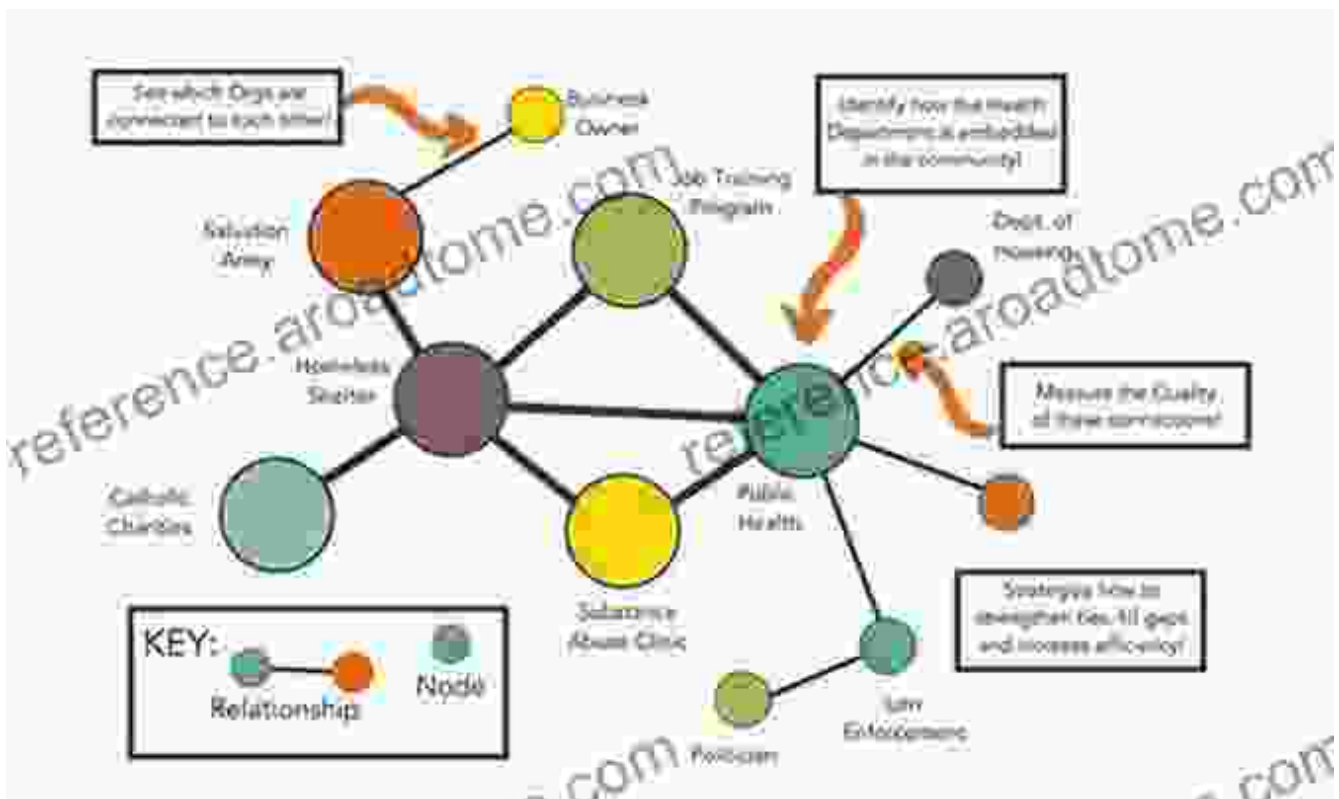 See which Orgs are
connected to each other!
Business
Owner
Identify how the Health
Department is embedded
in the community!
Job Training
Program
Salvation
Army
Dept. of
Housing
Homeless
Shelter
Measure the Quality
of these connections!
Catholic
Charities
Public
Health
Strategize how to
strengthen ties, fill gaps
and increase efficiency!
Substance
Abuse Clinic
KEY:
Node
Relationship
Law
Enforcement
Politician
reference.aroadtome.com
reference.aroadtome.com